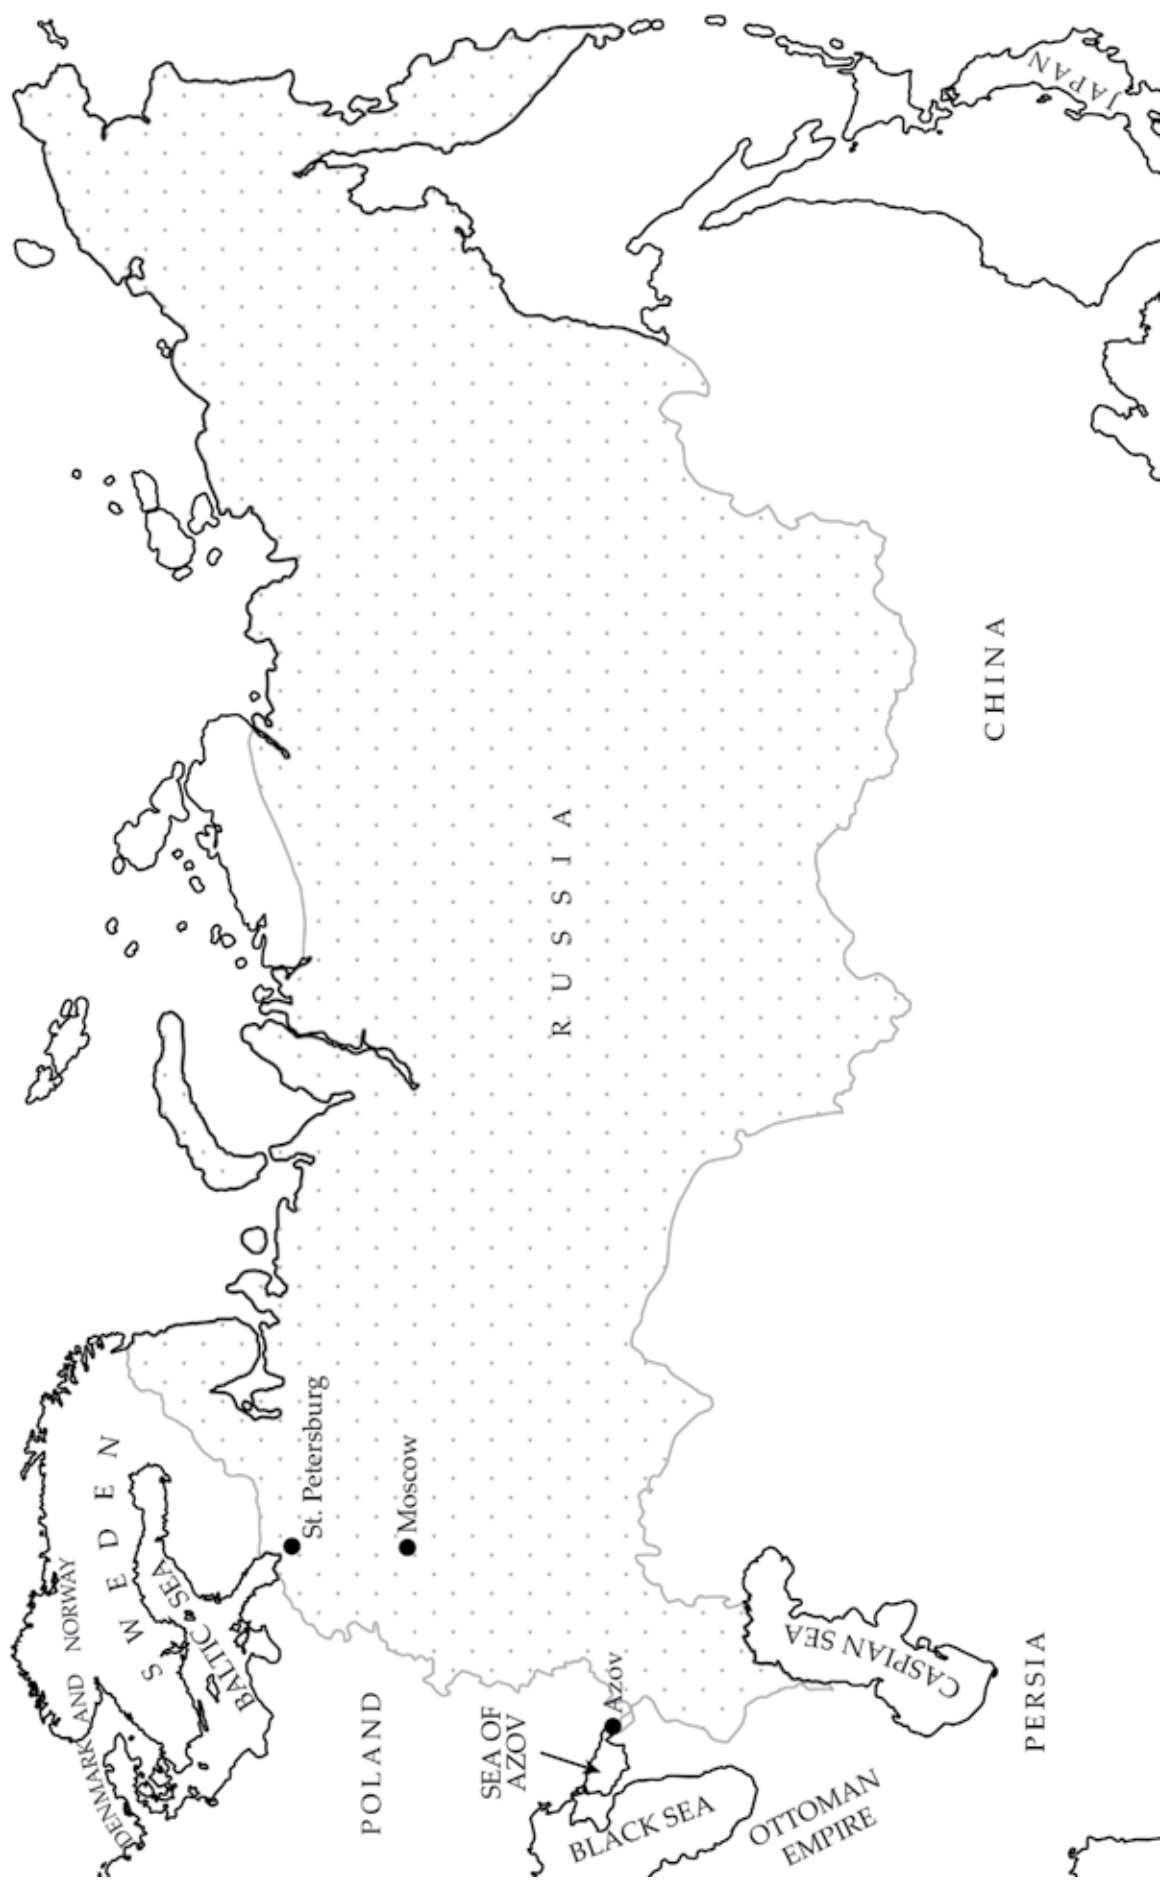 DENMARK AND NORWAY
SWEDEN
BALTIC SEA
St. Petersburg
Moscow
RUSSIA
POLAND
SEA OF
AZOV
Azov
BLACK SEA
OTTOMAN
EMPIRE
CASPIAN SEA
PERSIA
CHINA
JAPAN